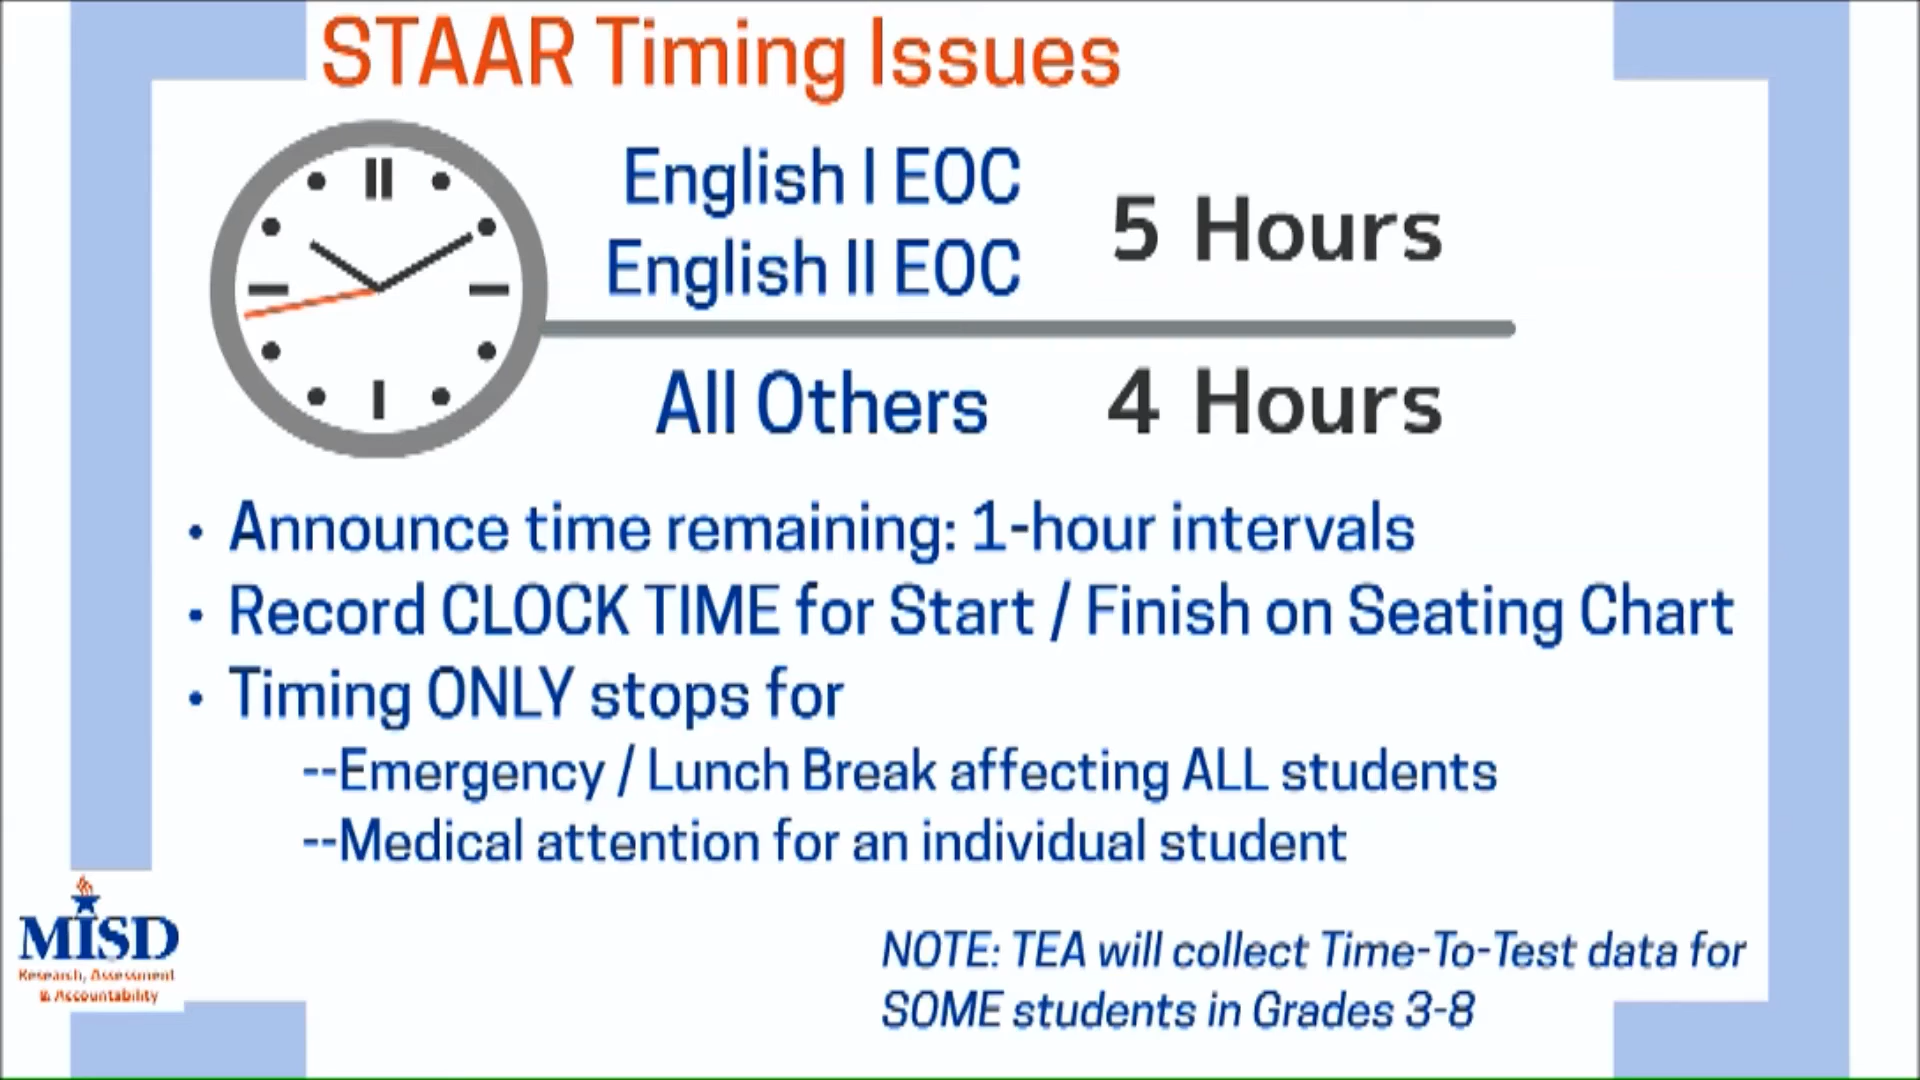 STAAR Timing Issues
English I EOC
English II EOC
5 Hours
All Others
4 Hours
• Announce time remaining: 1-hour intervals
• Record CLOCK TIME for Start / Finish on Seating Chart
• Timing ONLY stops for
--Emergency / Lunch Break affecting ALL students
--Medical attention for an individual student
MISD
Research, Assessment
& Accountability
NOTE: TEA will collect Time-To-Test data for
SOME students in Grades 3-8